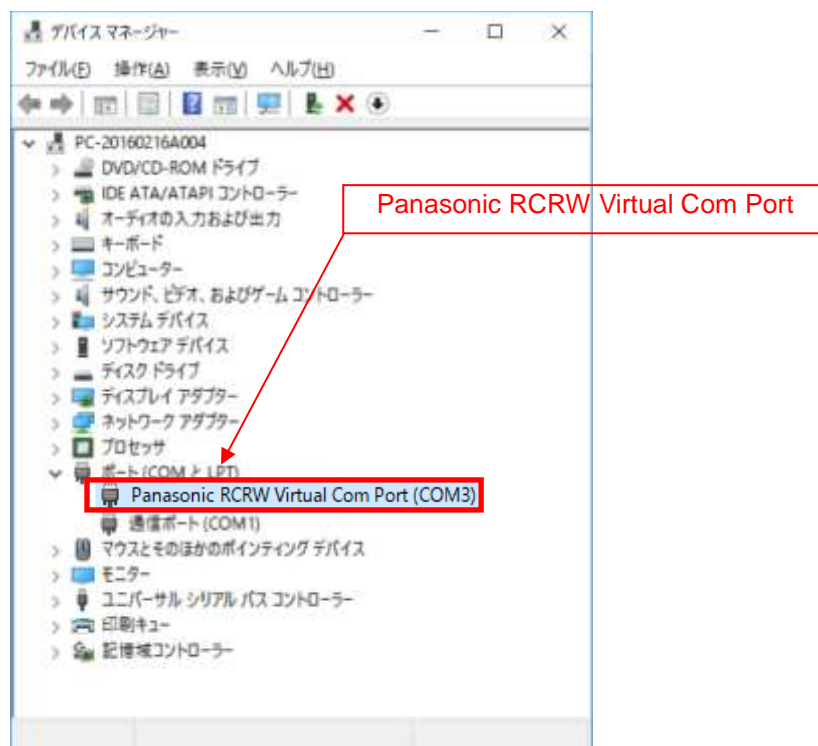 デバイス マネージャー
ファイル(F) 操作(A) 表示(V) ヘルプ(H)
PC-20160216A004
DVD/CD-ROM ドライブ
IDE ATA/ATAPI コントローラー
オーディオの入力および出力
キーボード
コンピューター
サウンド、ビデオ、およびゲーム コントローラー
システム デバイス
ソフトウェア デバイス
ディスク ドライブ
ディスプレイ アダプター
ネットワーク アダプター
プロセッサ
ポート (COM と LPT)
Panasonic RCRW Virtual Com Port (COM3)
通信ポート (COM1)
マウスとそのほかのポインティング デバイス
モニター
ユニバーサル シリアル バス コントローラー
印刷キュー
記憶域コントローラー
Panasonic RCRW Virtual Com Port